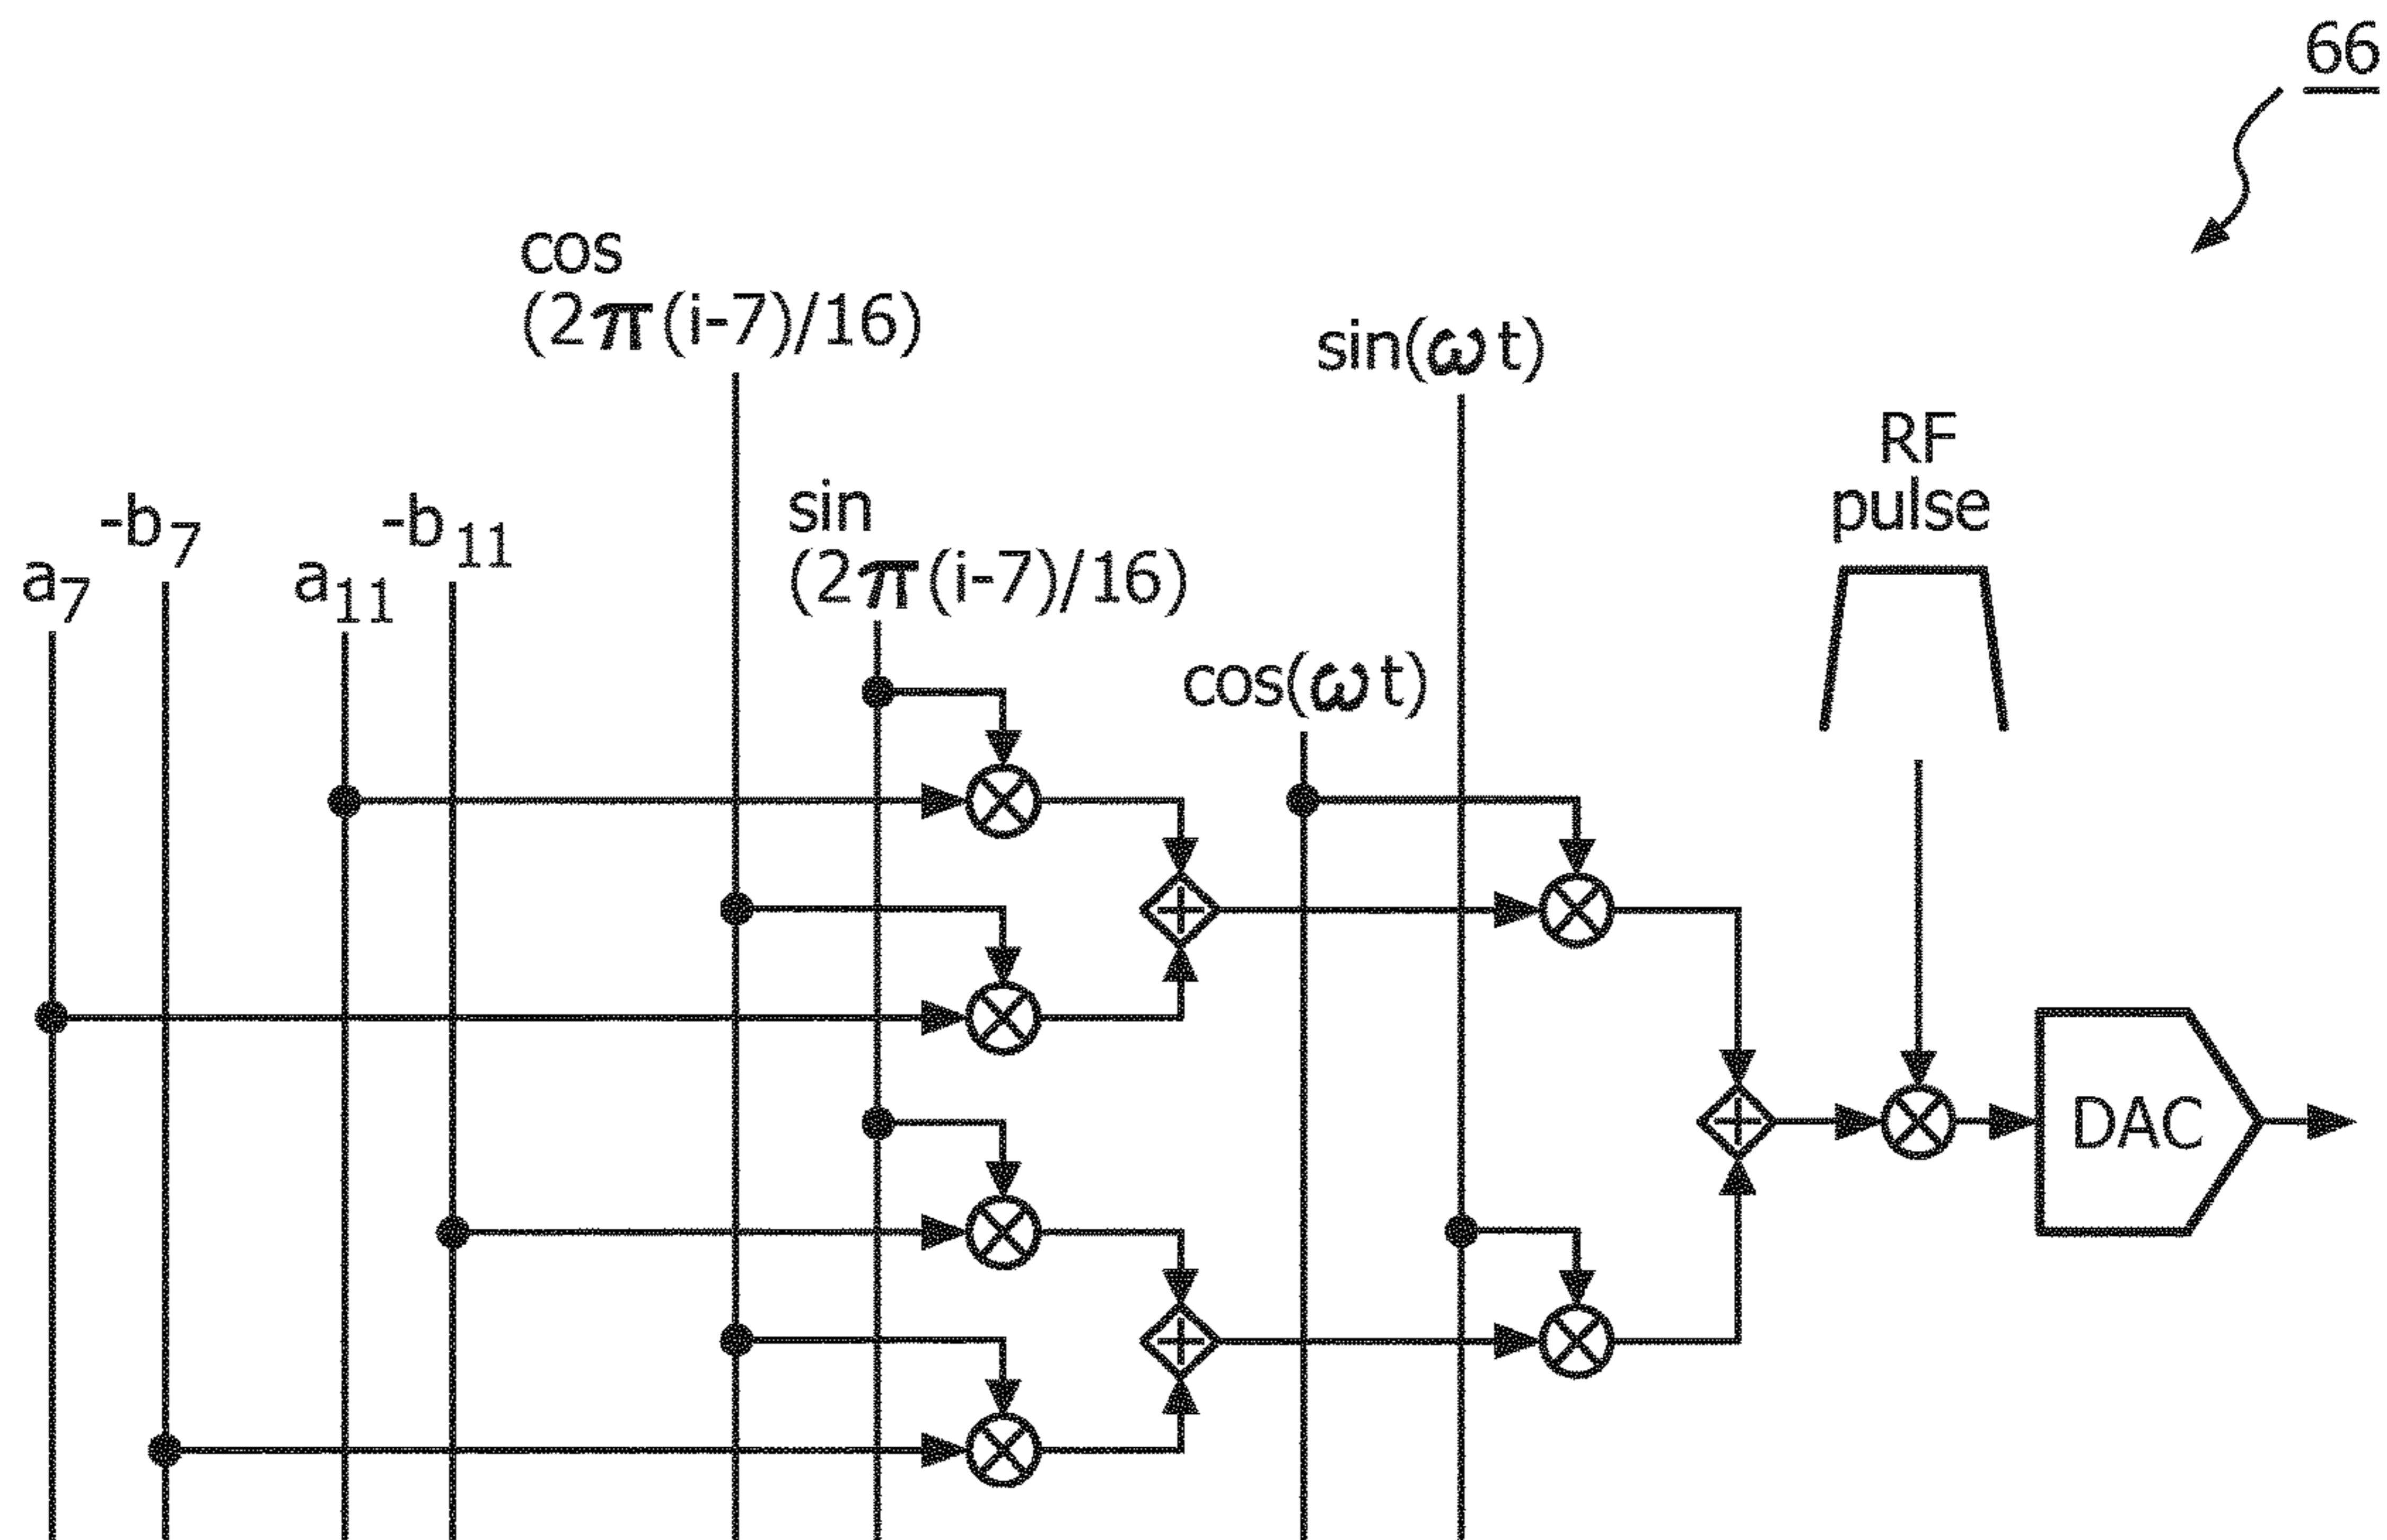 66
cos
(2π(i-7)/16)
sin(ωt)
RF
pulse
sin
(2π(i-7)/16)
a7
-b7
a11
-b11
cos(ωt)
DAC